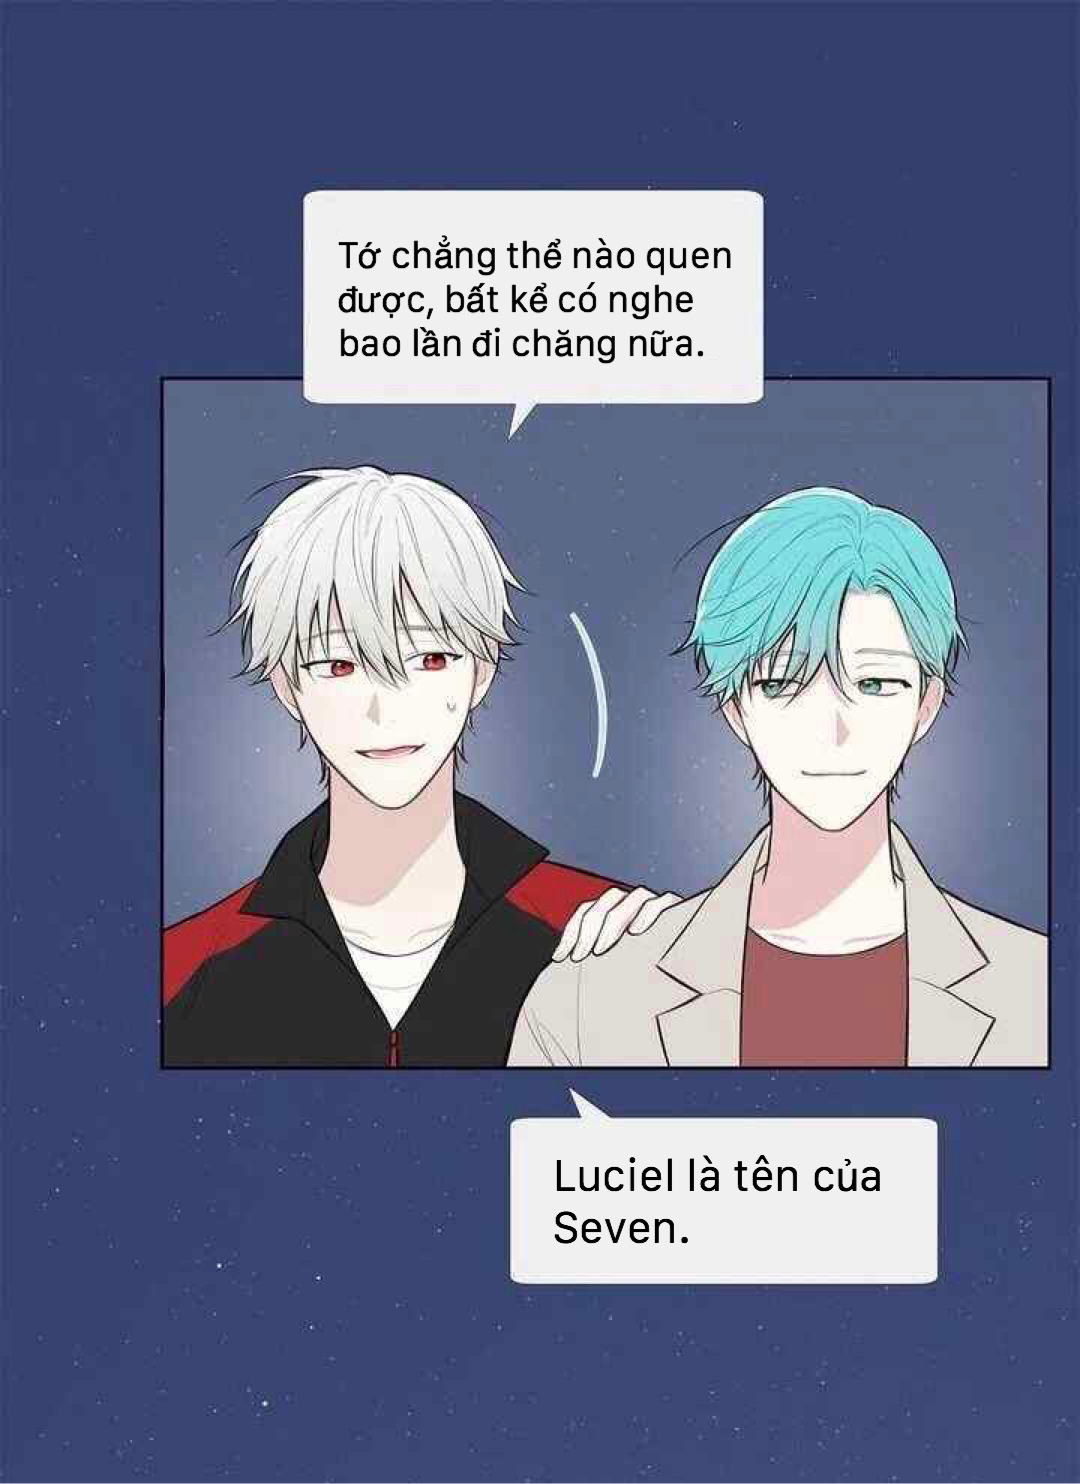 Tớ chẳng thể nào quen
được, bất kể có nghe
bao lần đi chăng nữa.
Luciel là tên của
Seven.